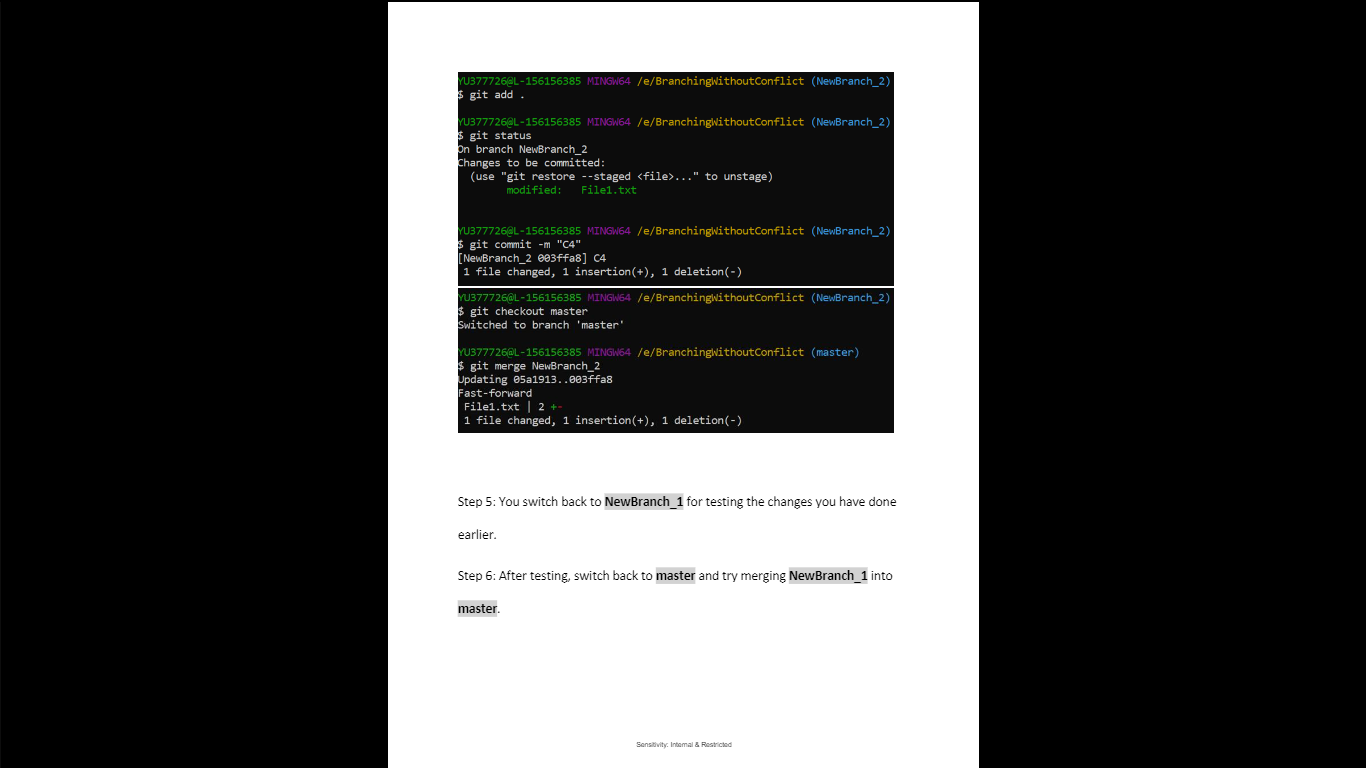 YU377726@L-156156385 MINGW64 /e/BranchingWithoutConflict (NewBranch_2)
$ git add .
YU377726@L-156156385 MINGW64 /e/BranchingWithoutConflict (NewBranch_2)
$ git status
On branch NewBranch_2
Changes to be committed:
(use "git restore --staged <file>..." to unstage)
modified: File1.txt
YU377726@L-156156385 MINGW64 /e/BranchingWithoutConflict (NewBranch_2)
$ git commit -m "C4"
[NewBranch_2 003ffa8] C4
1 file changed, 1 insertion(+), 1 deletion(-)
YU377726@L-156156385 MINGW64 /e/BranchingWithoutConflict (NewBranch_2)
$ git checkout master
Switched to branch 'master'
YU377726@L-156156385 MINGW64 /e/BranchingWithoutConflict (master)
$ git merge NewBranch_2
Updating 05a1913..003ffa8
Fast-forward
File1.txt | 2 +-
1 file changed, 1 insertion(+), 1 deletion(-)
Step 5: You switch back to NewBranch_1 for testing the changes you have done
earlier.
Step 6: After testing, switch back to master and try merging NewBranch_1 into
master.
Sensitivity: Internal & Restricted